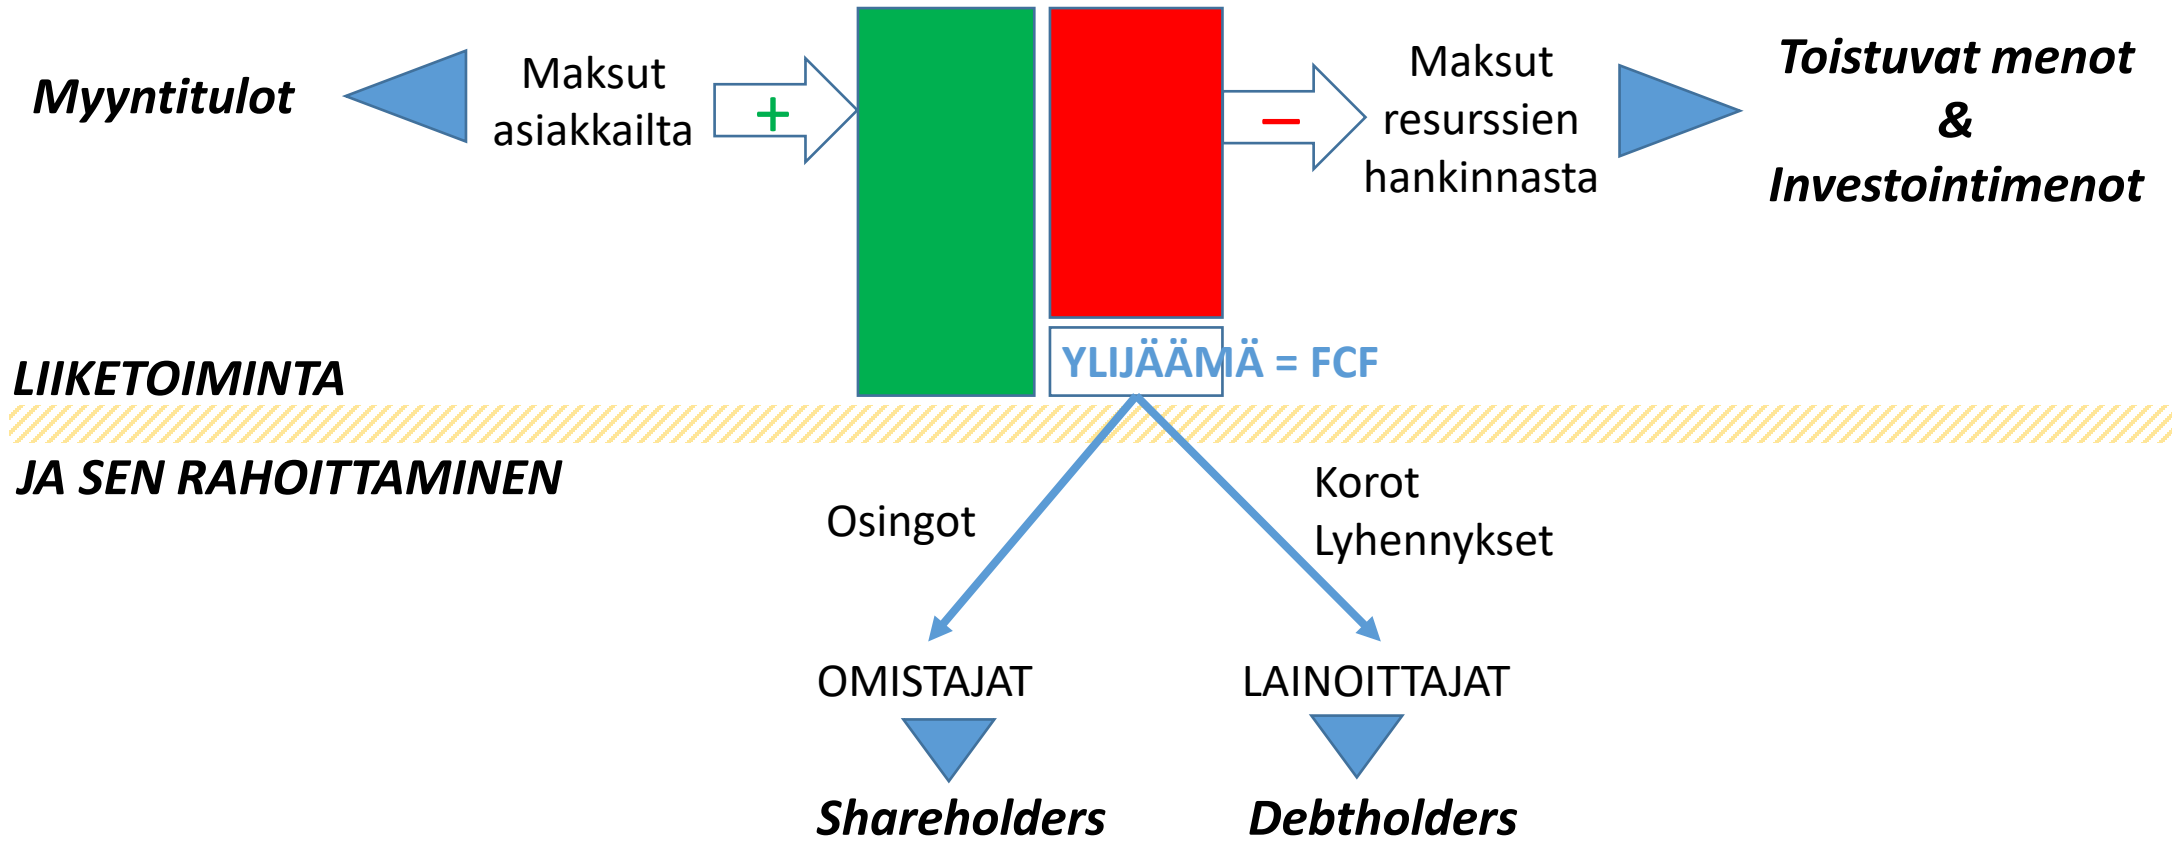 Myyntitulot
Maksut
asiakkailta
+
–
Maksut
resurssien
hankinnasta
Toistuvat menot
&
Investointimenot
YLIJÄÄMÄ = FCF
LIIKETOIMINTA
JA SEN RAHOITTAMINEN
Osingot
Korot
Lyhennykset
OMISTAJAT
LAINOITTAJAT
Shareholders
Debtholders